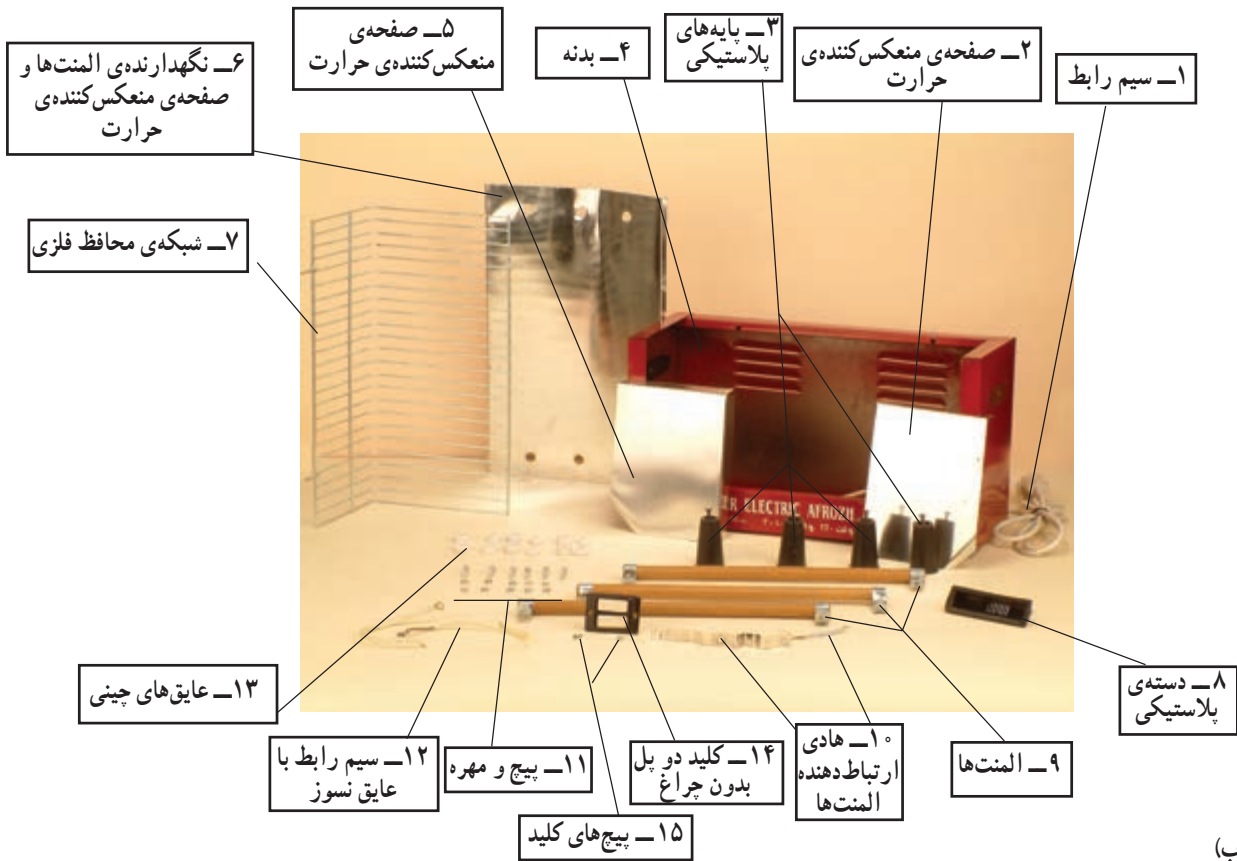 ۱ــ سیم رابط
۲ــ صفحه‌ی منعکس‌کننده‌ی
حرارت
۳ــ پایه‌های
پلاستیکی
۴ــ بدنه
۵ــ صفحه‌ی
منعکس‌کننده‌ی حرارت
۶ــ نگهدارنده‌ی المنت‌ها و
صفحه‌ی منعکس‌کننده‌ی
حرارت
۷ــ شبکه‌ی محافظ فلزی
ELECTRIC AFROZ
۸ــ دسته‌ی
پلاستیکی
۹ــ المنت‌ها
۱۰ــ هادی
ارتباط‌دهنده
المنت‌ها
۱۴ــ کلید دو پل
بدون چراغ
۱۱ــ پیچ و مهره
۱۲ــ سیم رابط با
عایق نسوز
۱۳ــ عایق‌های چینی
۱۵ــ پیچ‌های کلید
ب)